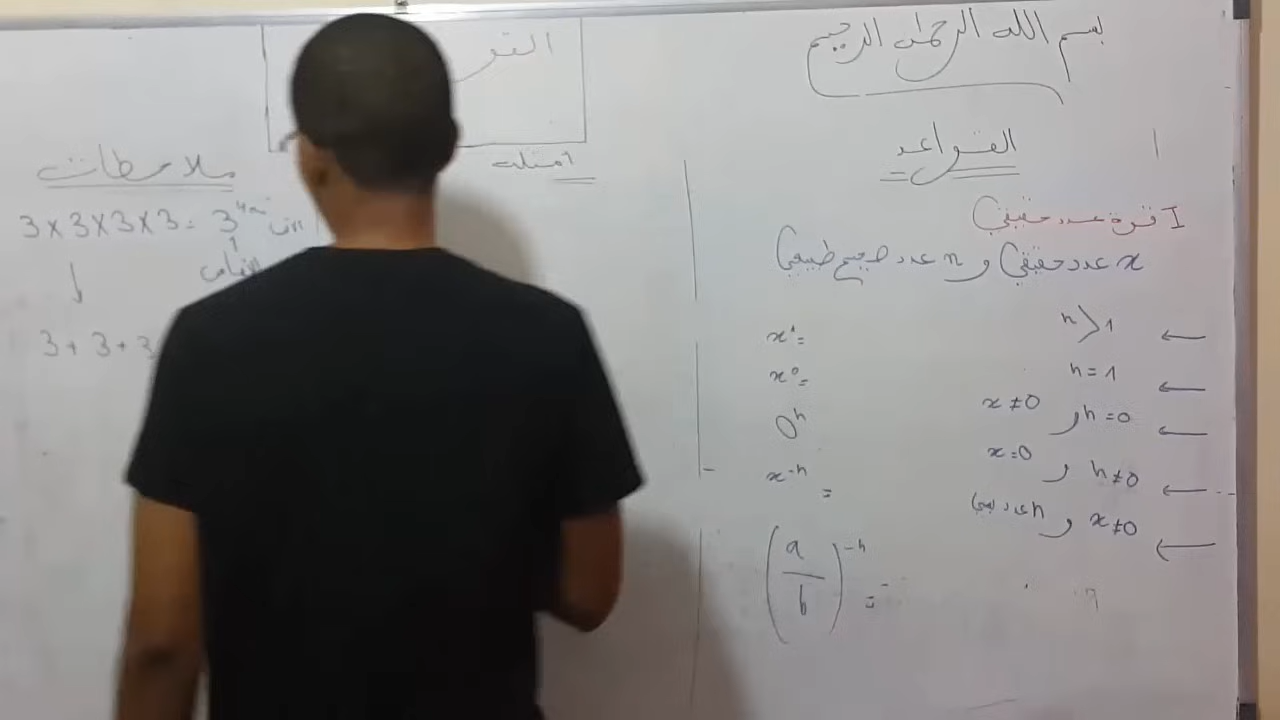 بسم الله الرحمان الرحيم
القواعد
I قوة عدد حقيقي
x عدد حقيقي و n عدد صحيح طبيعي
← n > 1
← n = 1 x¹ =
← n = 0 و x ≠ 0 x⁰ =
← n ≠ 0 و x = 0 0ⁿ
← x ≠ 0 و n عدد x⁻ⁿ =
(a/b)⁻ⁿ =
القو
أمثلة
ملاحظات
3 × 3 × 3 × 3 = 3⁴
3 + 3 + 3